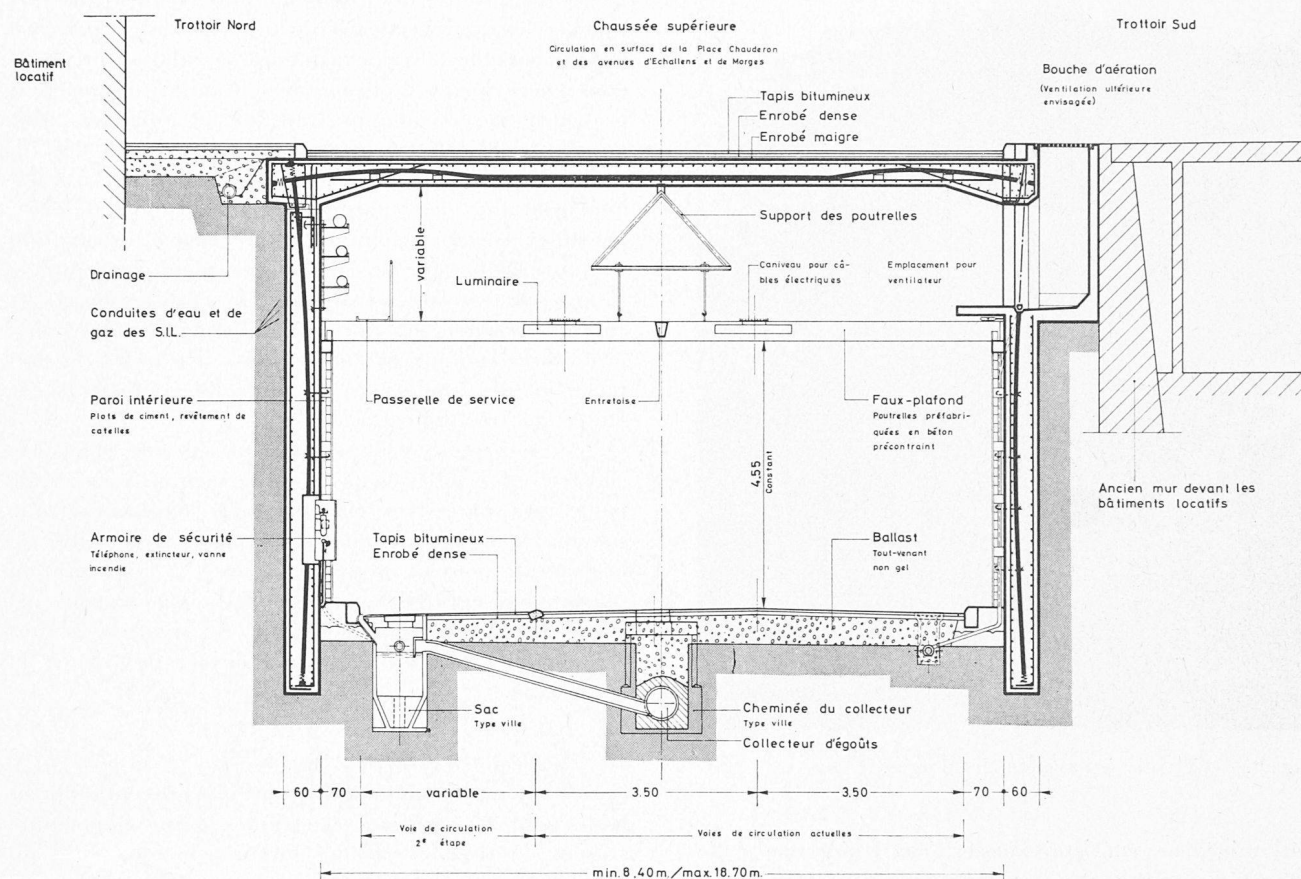 Trottoir Nord
Chaussée supérieure
Trottoir Sud
Circulation en surface de la Place Chauderon
et des avenues d'Echallens et de Morges
Bâtiment
locatif
Bouche d'aération
(Ventilation ultérieure
envisagée)
Tapis bitumineux
Enrobé dense
Enrobé maigre
Support des poutrelles
variable
Drainage
Luminaire
Caniveau pour câ-
bles électriques
Emplacement pour
ventilateur
Conduites d'eau et de
gaz des S.I.L.
Paroi intérieure
Plots de ciment, revêtement de
catelles
Passerelle de service
Entretoise
Faux-plafond
Poutrelles préfabri-
quées en béton
précontraint
4,55
Constant
Ancien mur devant les
bâtiments locatifs
Armoire de sécurité
Téléphone, extincteur, vanne
incendie
Tapis bitumineux
Enrobé dense
Ballast
Tout-venant
non gel
Sac
Type ville
Cheminée du collecteur
Type ville
Collecteur d'égoûts
60 70 variable 3.50 3.50 70 60
Voie de circulation
2e étape
Voies de circulation actuelles
min. 8,40 m./max. 18.70 m.